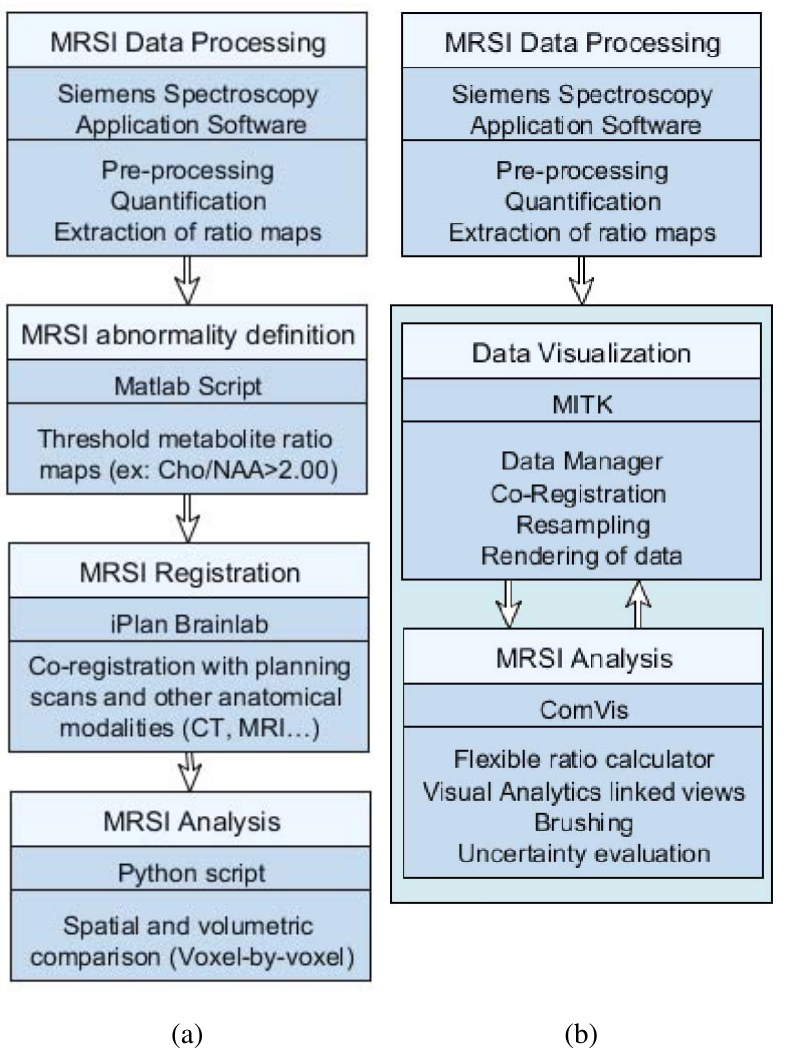 MRSI Data Processing
Siemens Spectroscopy
Application Software
Pre-processing
Quantification
Extraction of ratio maps
MRSI abnormality definition
Matlab Script
Threshold metabolite ratio
maps (ex: Cho/NAA>2.00)
MRSI Registration
iPlan Brainlab
Co-registration with planning
scans and other anatomical
modalities (CT, MRI…)
MRSI Analysis
Python script
Spatial and volumetric
comparison (Voxel-by-voxel)
(a)
MRSI Data Processing
Siemens Spectroscopy
Application Software
Pre-processing
Quantification
Extraction of ratio maps
Data Visualization
MITK
Data Manager
Co-Registration
Resampling
Rendering of data
MRSI Analysis
ComVis
Flexible ratio calculator
Visual Analytics linked views
Brushing
Uncertainty evaluation
(b)